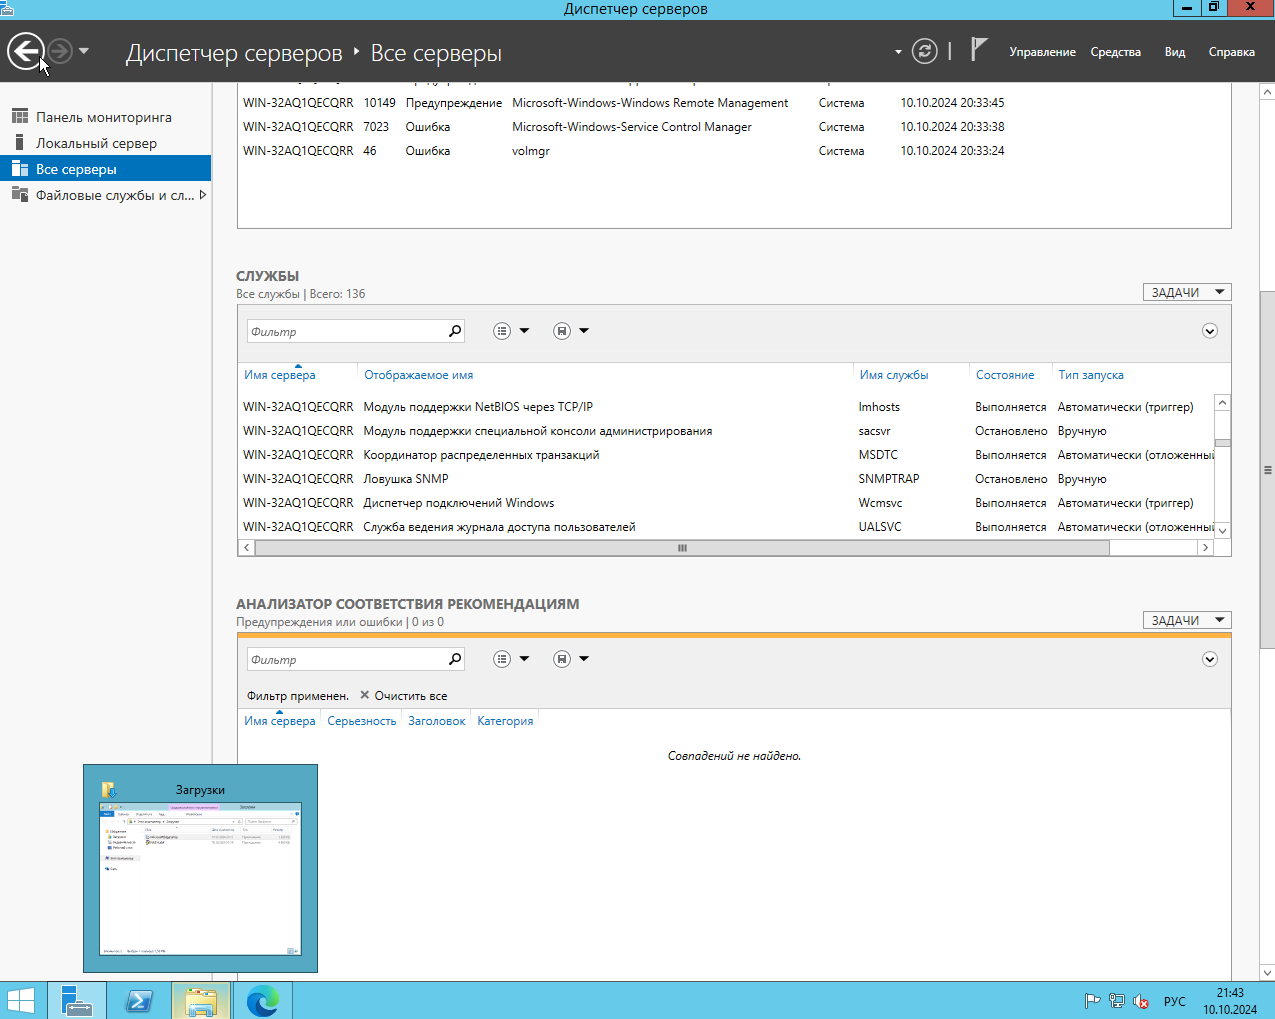 Диспетчер серверов
Диспетчер серверов Все серверы
Управление Средства Вид Справка
Панель мониторинга
Локальный сервер
Все серверы
Файловые службы и сл...
WIN-32AQ1QECQRR 10149 Предупреждение Microsoft-Windows-Windows Remote Management Система 10.10.2024 20:33:45
WIN-32AQ1QECQRR 7023 Ошибка Microsoft-Windows-Service Control Manager Система 10.10.2024 20:33:38
WIN-32AQ1QECQRR 46 Ошибка volmgr Система 10.10.2024 20:33:24
СЛУЖБЫ
Все службы | Всего: 136
ЗАДАЧИ
Фильтр
Имя сервера Отображаемое имя Имя службы Состояние Тип запуска
WIN-32AQ1QECQRR Модуль поддержки NetBIOS через TCP/IP lmhosts Выполняется Автоматически (триггер)
WIN-32AQ1QECQRR Модуль поддержки специальной консоли администрирования sacsvr Остановлено Вручную
WIN-32AQ1QECQRR Координатор распределенных транзакций MSDTC Выполняется Автоматически (отложенный
WIN-32AQ1QECQRR Ловушка SNMP SNMPTRAP Остановлено Вручную
WIN-32AQ1QECQRR Диспетчер подключений Windows Wcmsvc Выполняется Автоматически (триггер)
WIN-32AQ1QECQRR Служба ведения журнала доступа пользователей UALSVC Выполняется Автоматически (отложенный
АНАЛИЗАТОР СООТВЕТСТВИЯ РЕКОМЕНДАЦИЯМ
Предупреждения или ошибки | 0 из 0
ЗАДАЧИ
Фильтр
Фильтр применен. Очистить все
Имя сервера Серьезность Заголовок Категория
Совпадений не найдено.
Загрузки
РУС
21:43
10.10.2024